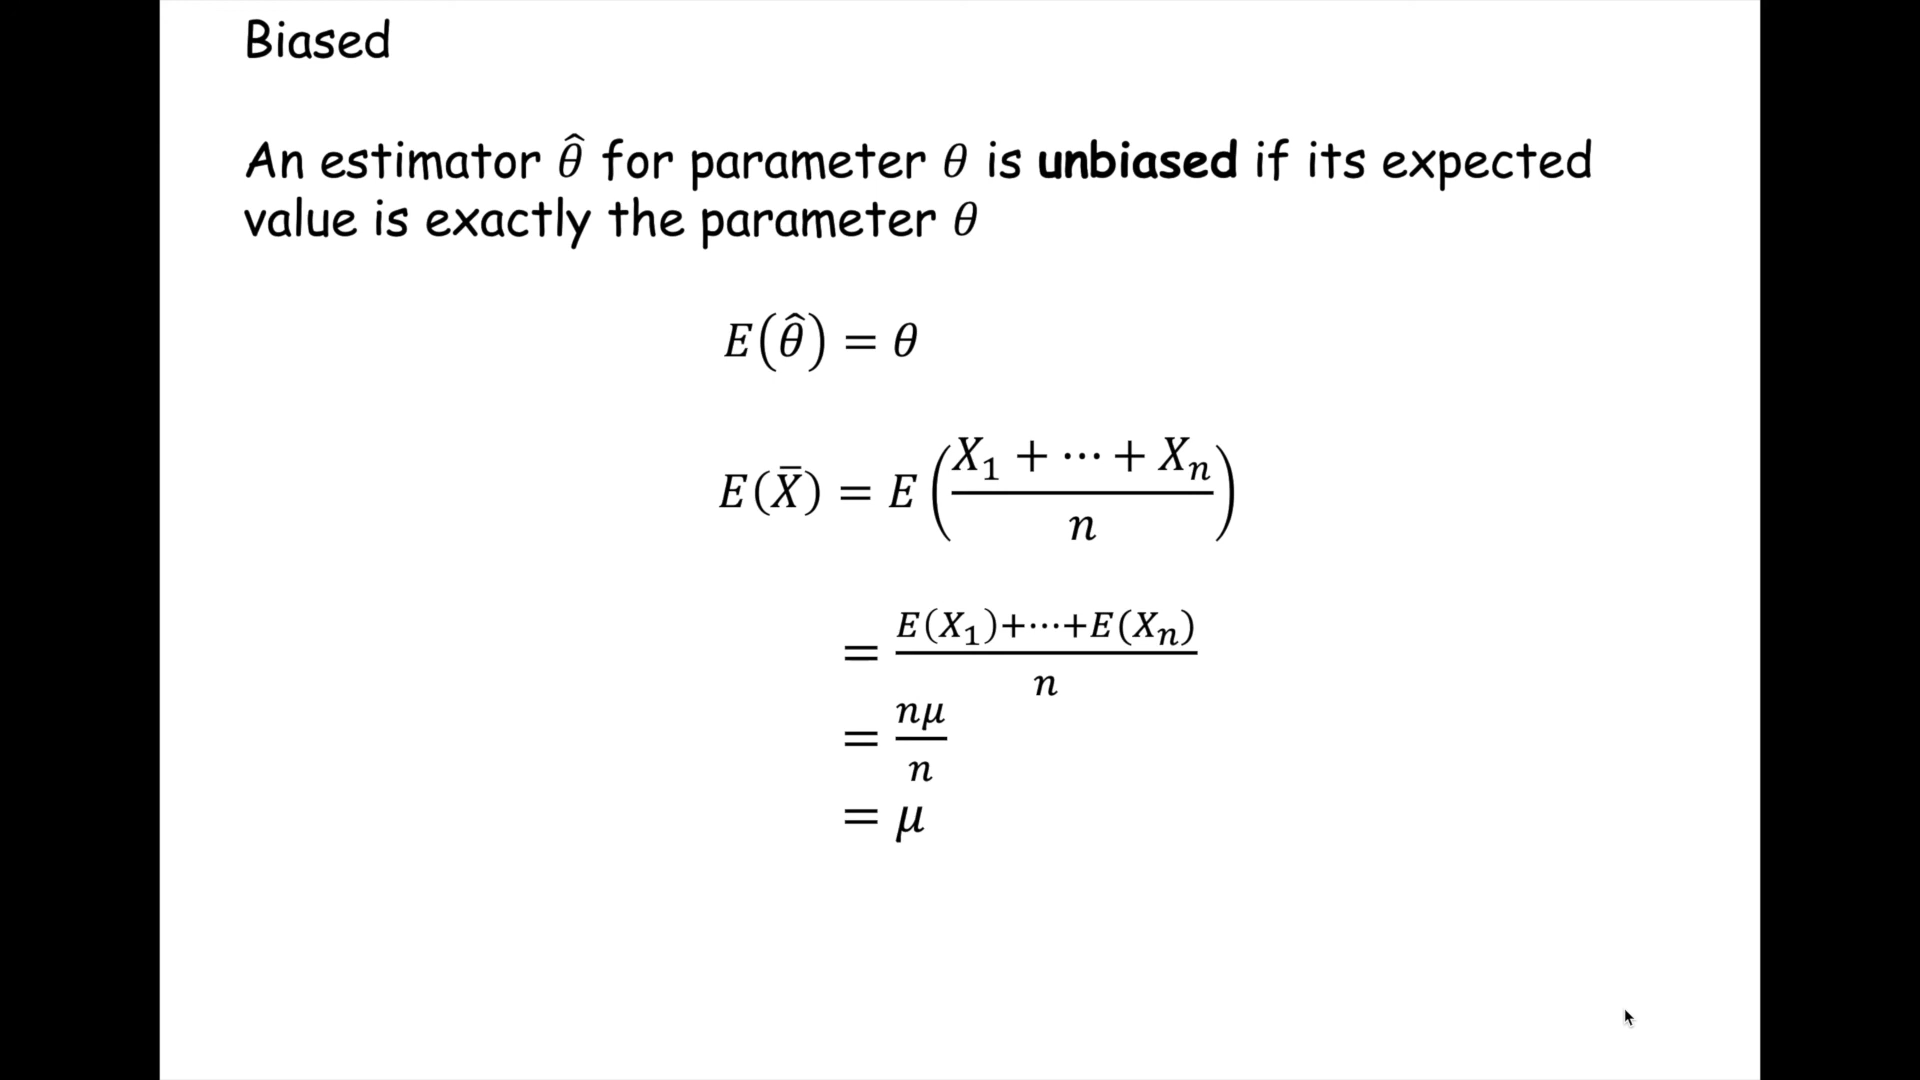 Biased
An estimator θ̂ for parameter θ is unbiased if its expected
value is exactly the parameter θ
E(θ̂) = θ
E(X̄) = E((X₁ + ⋯ + Xₙ)/n)
= (E(X₁)+⋯+E(Xₙ))/n
= nμ/n
= μ